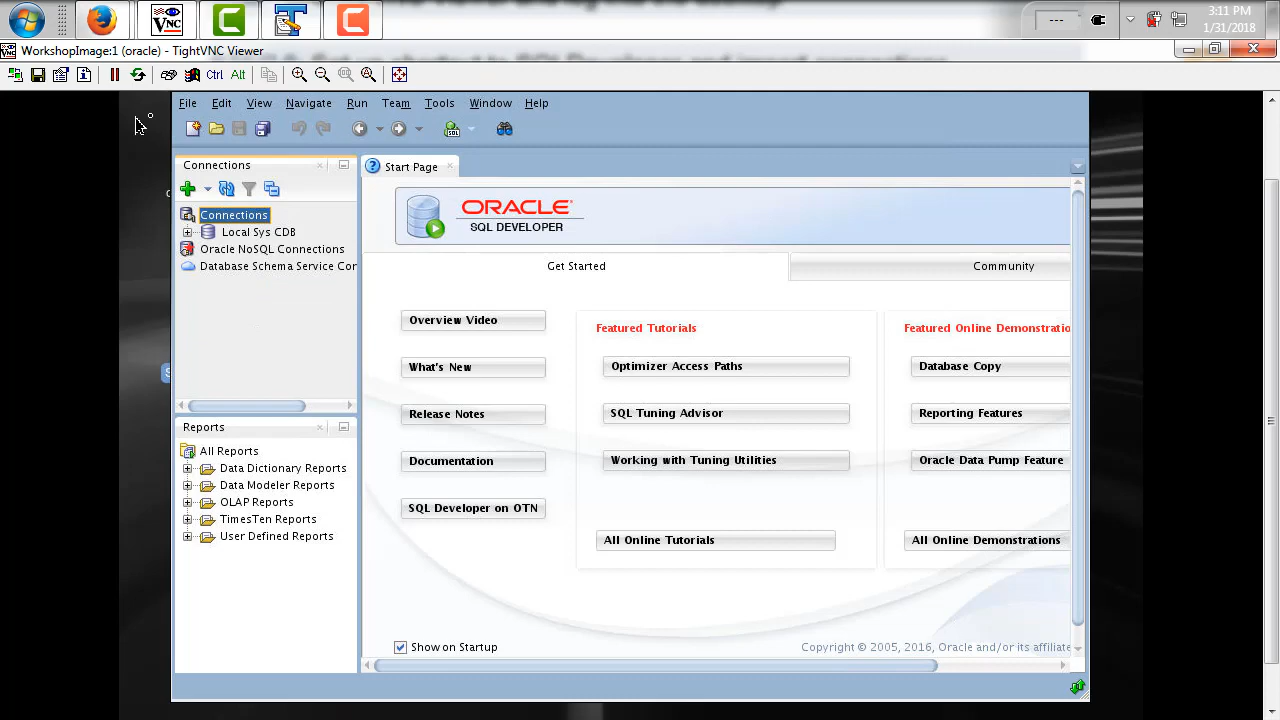 3:11 PM
1/31/2018
WorkshopImage:1 (oracle) - TightVNC Viewer
Ctrl Alt
File Edit View Navigate Run Team Tools Window Help
Connections
Start Page
Connections
Local Sys CDB
Oracle NoSQL Connections
Database Schema Service Cor
ORACLE
SQL DEVELOPER
Get Started
Community
Overview Video
What's New
Release Notes
Documentation
SQL Developer on OTN
Featured Tutorials
Optimizer Access Paths
SQL Tuning Advisor
Working with Tuning Utilities
All Online Tutorials
Featured Online Demonstratio
Database Copy
Reporting Features
Oracle Data Pump Feature
All Online Demonstrations
Reports
All Reports
Data Dictionary Reports
Data Modeler Reports
OLAP Reports
TimesTen Reports
User Defined Reports
Show on Startup
Copyright © 2005, 2016, Oracle and/or its affiliate